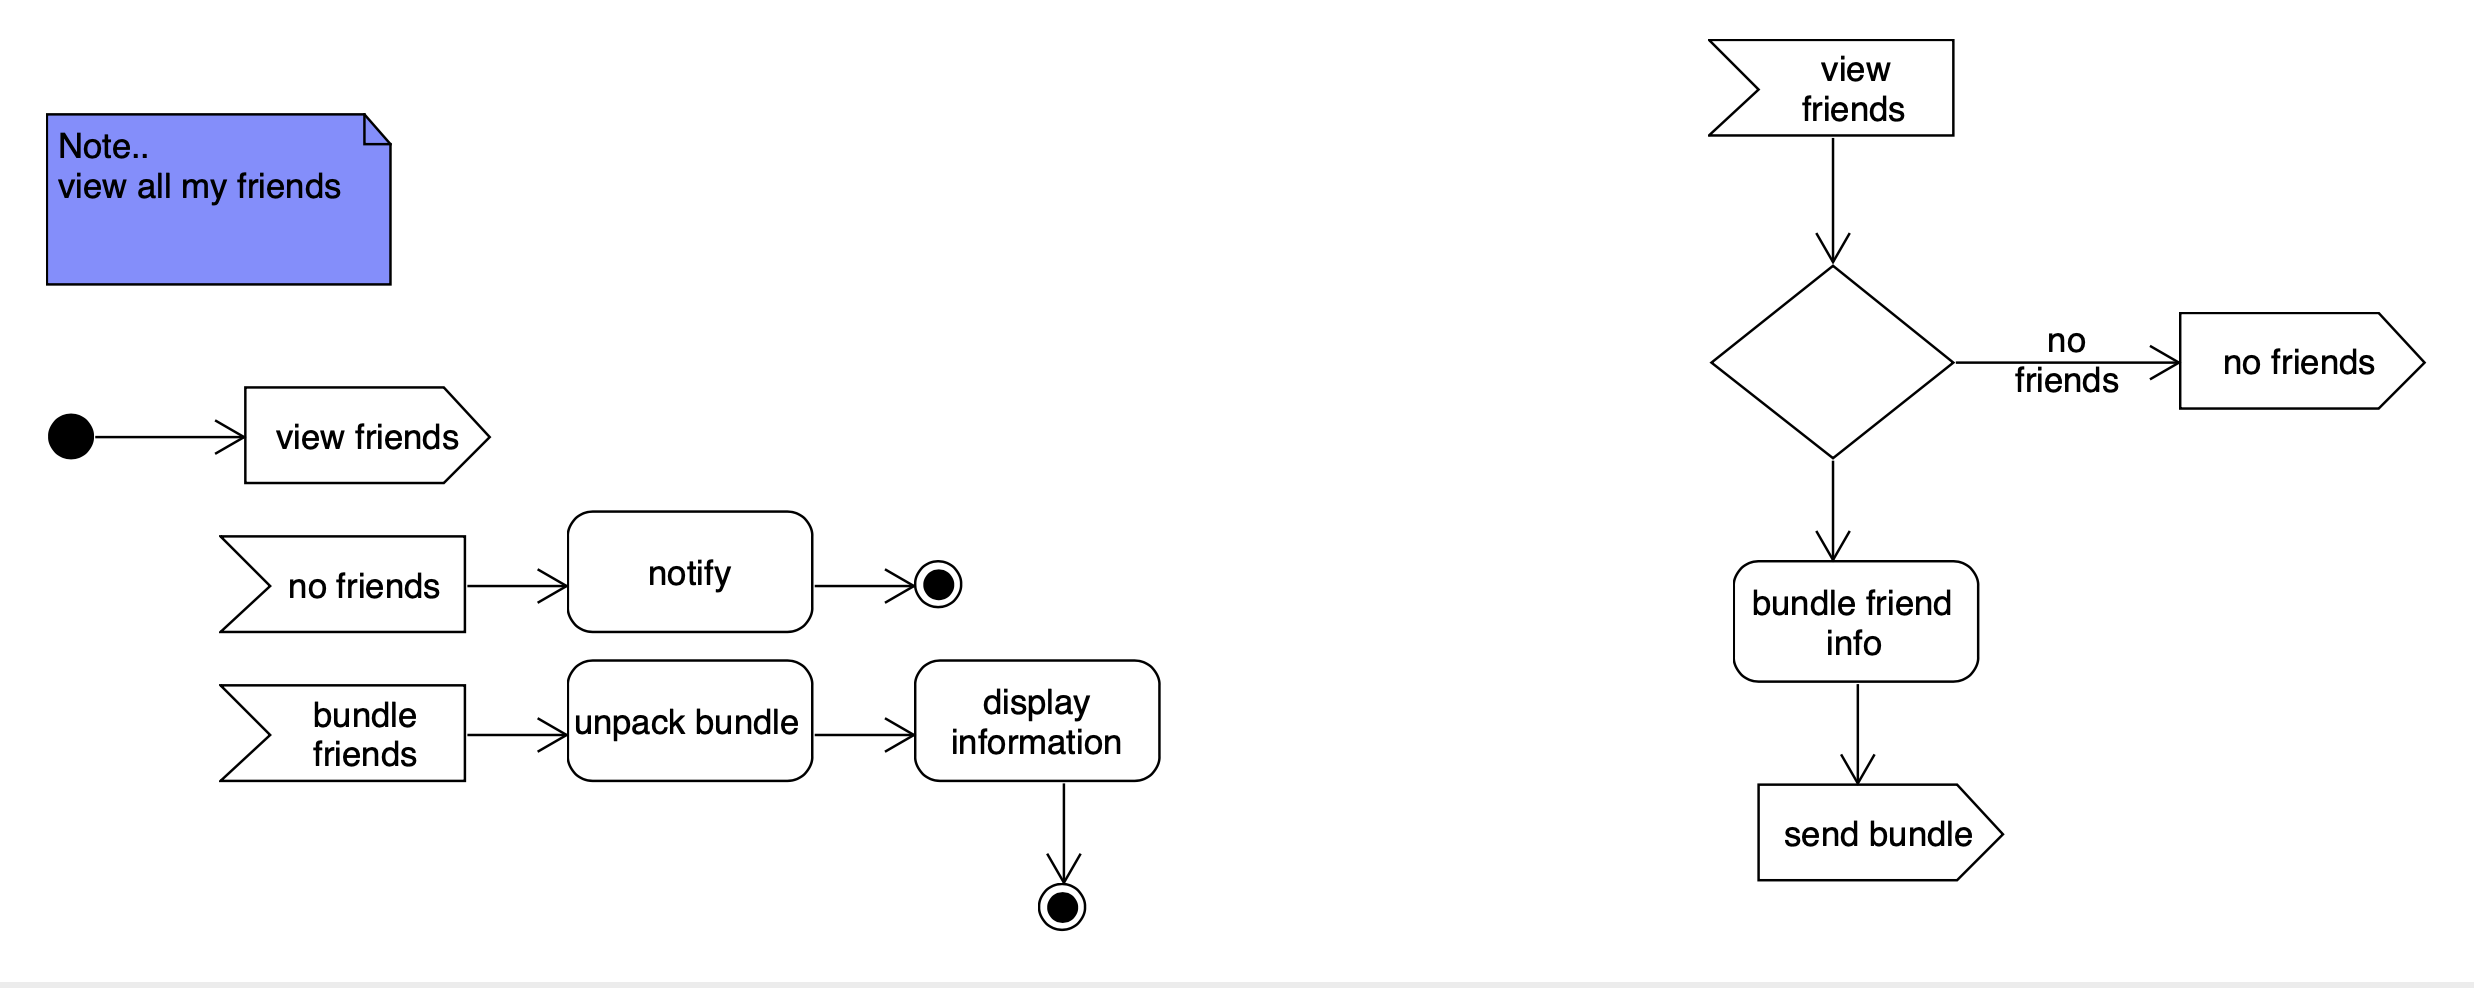 Note..
view all my friends
view friends
no friends
notify
bundle
friends
unpack bundle
display
information
view
friends
no
friends
no friends
bundle friend
info
send bundle